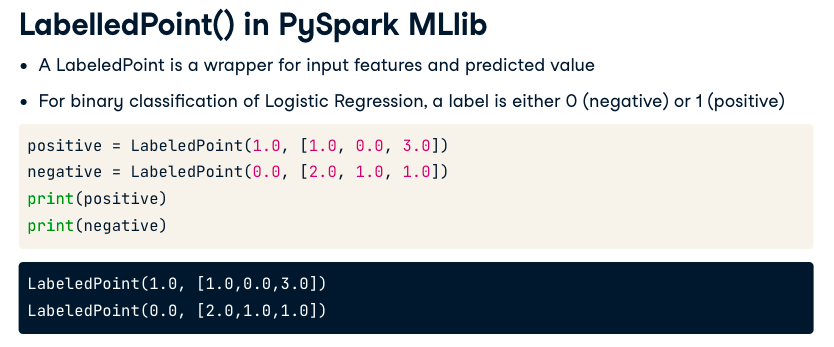 LabelledPoint() in PySpark MLlib
• A LabeledPoint is a wrapper for input features and predicted value
• For binary classification of Logistic Regression, a label is either 0 (negative) or 1 (positive)
positive = LabeledPoint(1.0, [1.0, 0.0, 3.0])
negative = LabeledPoint(0.0, [2.0, 1.0, 1.0])
print(positive)
print(negative)
LabeledPoint(1.0, [1.0,0.0,3.0])
LabeledPoint(0.0, [2.0,1.0,1.0])